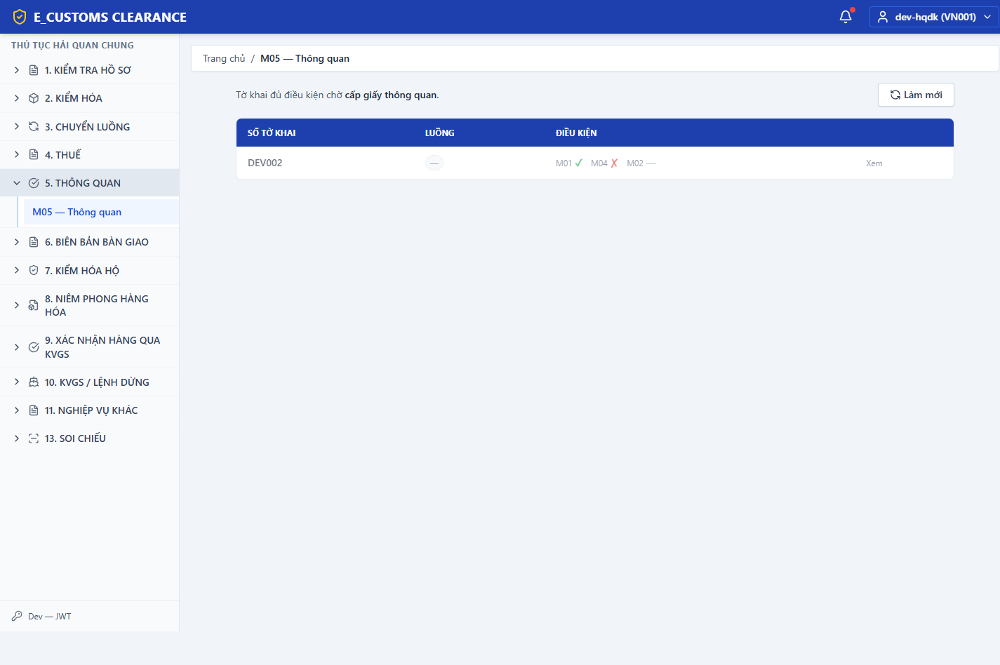 E_CUSTOMS CLEARANCE
dev-hqdk (VN001)
THỦ TỤC HẢI QUAN CHUNG
1. KIỂM TRA HỒ SƠ
2. KIỂM HÓA
3. CHUYỂN LUỒNG
4. THUẾ
5. THÔNG QUAN
M05 — Thông quan
6. BIÊN BẢN BÀN GIAO
7. KIỂM HÓA HỘ
8. NIÊM PHONG HÀNG
HÓA
9. XÁC NHẬN HÀNG QUA
KVGS
10. KVGS / LỆNH DỪNG
11. NGHIỆP VỤ KHÁC
13. SOI CHIẾU
Dev — JWT
Trang chủ / M05 — Thông quan
Tờ khai đủ điều kiện chờ cấp giấy thông quan.
Làm mới
SỐ TỜ KHAI LUỒNG ĐIỀU KIỆN
DEV002 — M01 ✓ M04 ✗ M02 — Xem